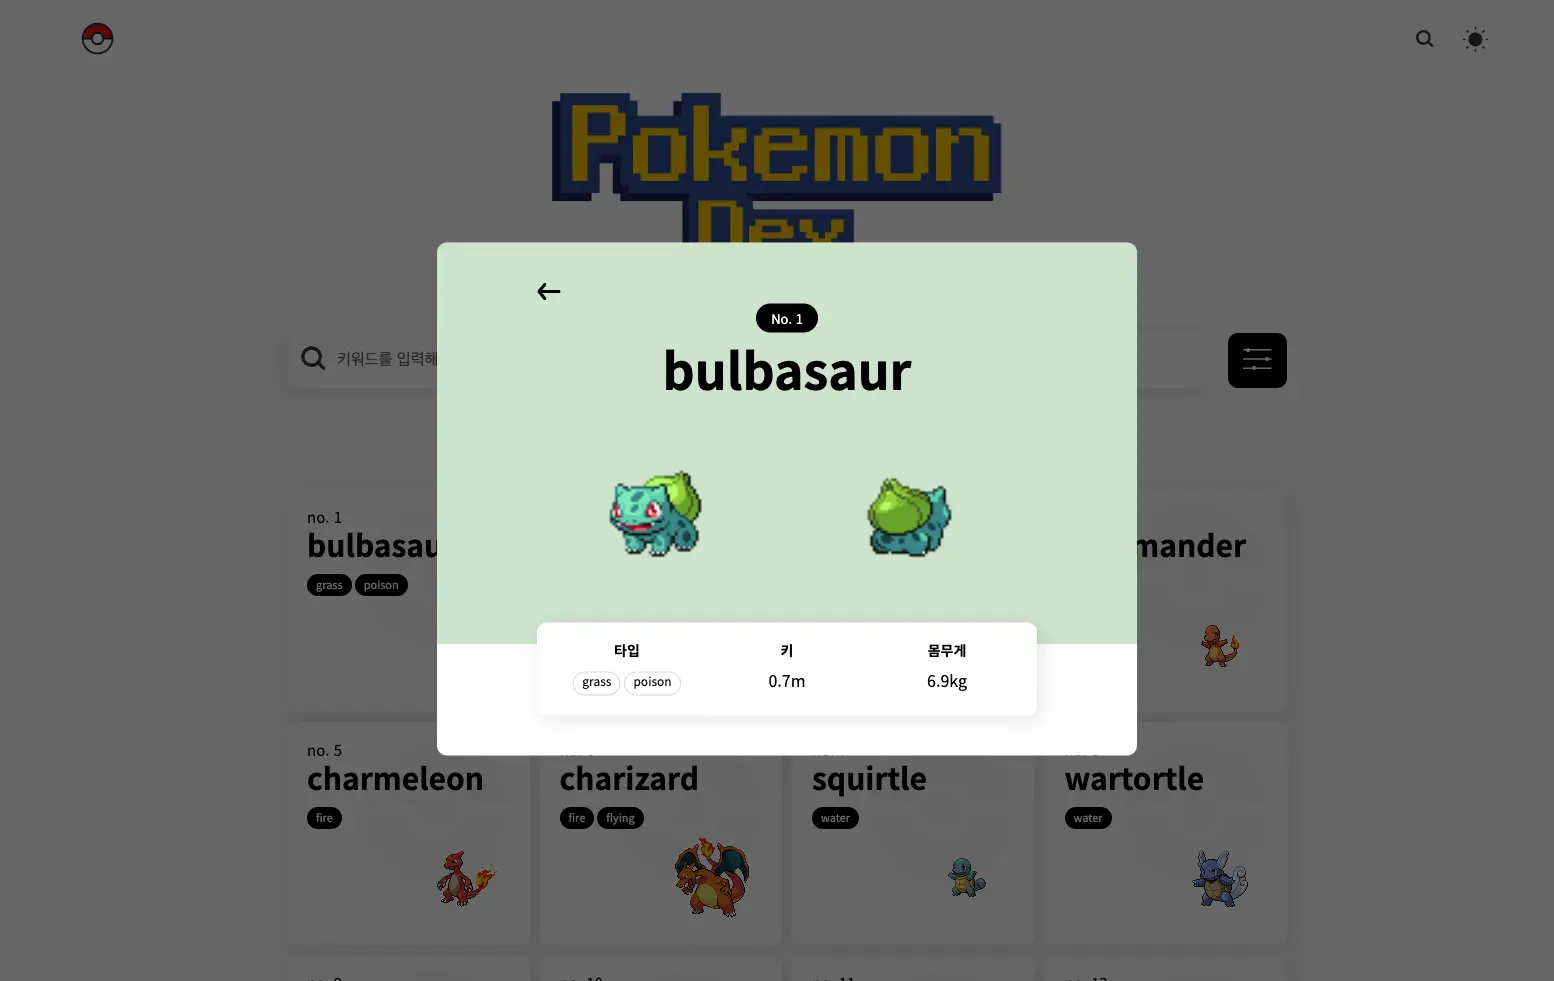 Pokemon
Dev
키워드를 입력해
No. 1
bulbasaur
타입
키
몸무게
grass poison
0.7m
6.9kg
no. 1
bulbasau
grass poison
mander
no. 5
charmeleon
fire
charizard
fire flying
squirtle
water
wartortle
water